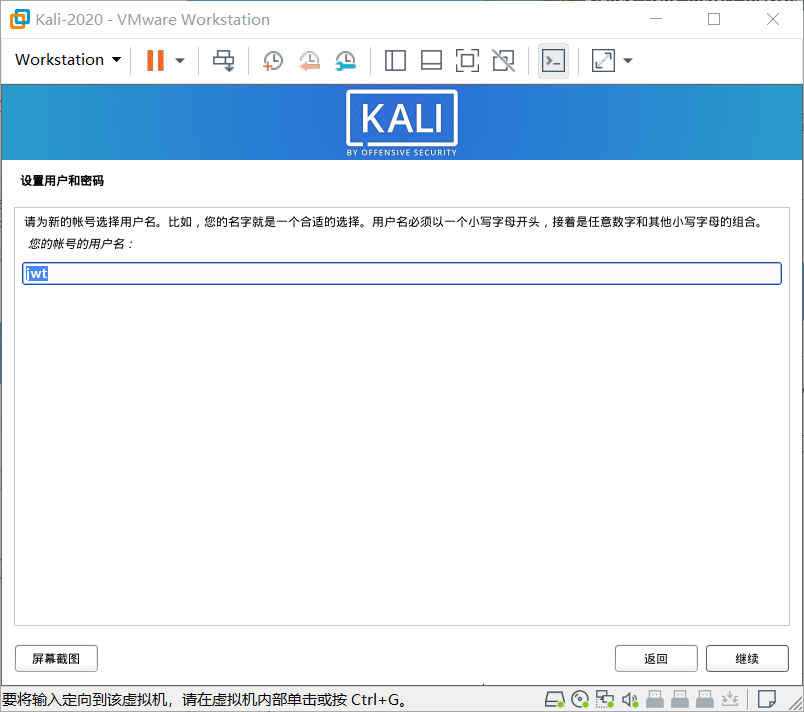 Kali-2020 - VMware Workstation
Workstation
KALI
BY OFFENSIVE SECURITY
设置用户和密码
请为新的帐号选择用户名。比如，您的名字就是一个合适的选择。用户名必须以一个小写字母开头，接着是任意数字和其他小写字母的组合。
您的帐号的用户名：
jwt
屏幕截图
返回
继续
要将输入定向到该虚拟机，请在虚拟机内部单击或按 Ctrl+G。